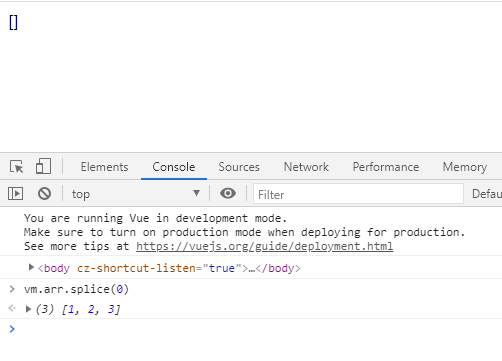 []
Elements Console Sources Network Performance Memory
top ▼ Filter Defau
You are running Vue in development mode.
Make sure to turn on production mode when deploying for production.
See more tips at https://vuejs.org/guide/deployment.html
▶<body cz-shortcut-listen="true">…</body>
> vm.arr.splice(0)
<· ▶(3) [1, 2, 3]
>